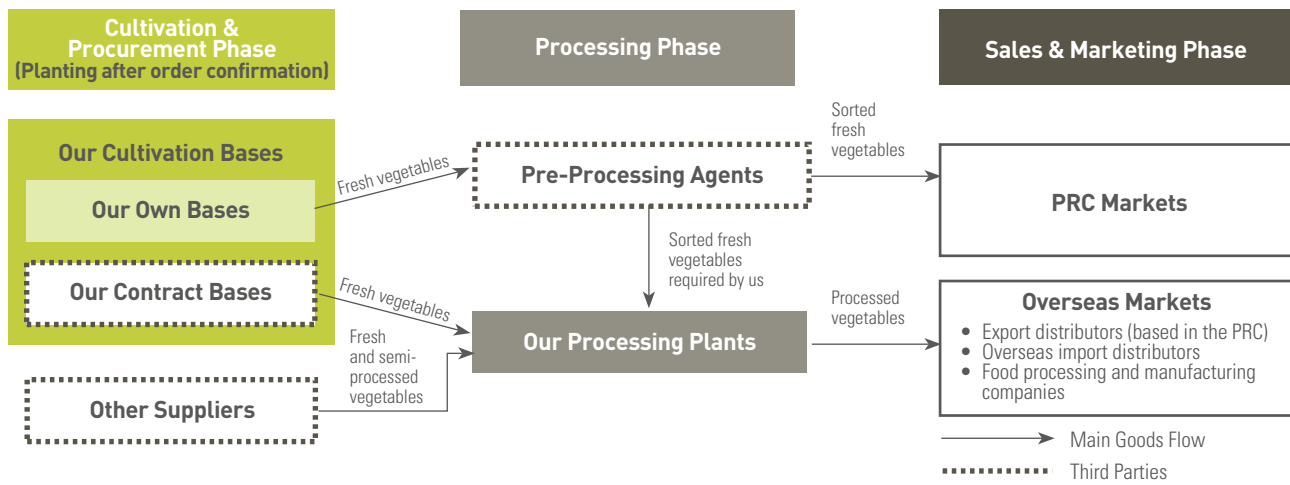 Cultivation &
Procurement Phase
(Planting after order confirmation)
Processing Phase
Sales & Marketing Phase
Our Cultivation Bases
Our Own Bases
Our Contract Bases
Other Suppliers
Fresh vegetables
Fresh vegetables
Fresh
and semi-
processed
vegetables
Pre-Processing Agents
Sorted fresh
vegetables
required by us
Our Processing Plants
Sorted
fresh
vegetables
Processed
vegetables
PRC Markets
Overseas Markets
• Export distributors (based in the PRC)
• Overseas import distributors
• Food processing and manufacturing
companies
Main Goods Flow
Third Parties